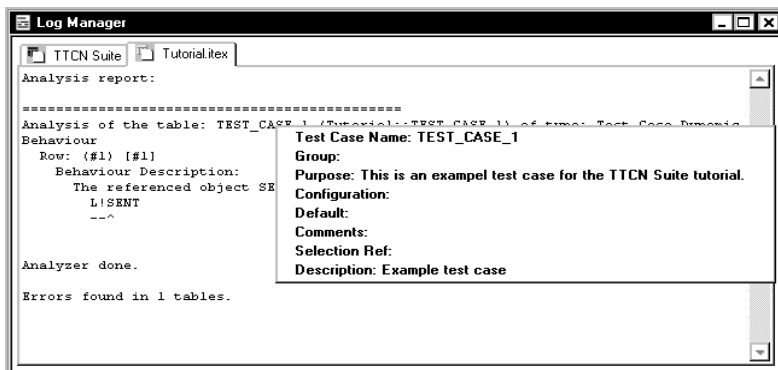 Log Manager
TTCN Suite
Tutorial.itex
Analysis report:
=============================================
Analysis of the table: TEST_CASE_1 (Tutorial::TEST_CASE_1) of type: Test Case Dynamic
Behaviour
Row: (#1) [#1]
Behaviour Description:
The referenced object SE
L!SENT
--^
Analyzer done.
Errors found in 1 tables.
Test Case Name: TEST_CASE_1
Group:
Purpose: This is an exampel test case for the TTCN Suite tutorial.
Configuration:
Default:
Comments:
Selection Ref:
Description: Example test case